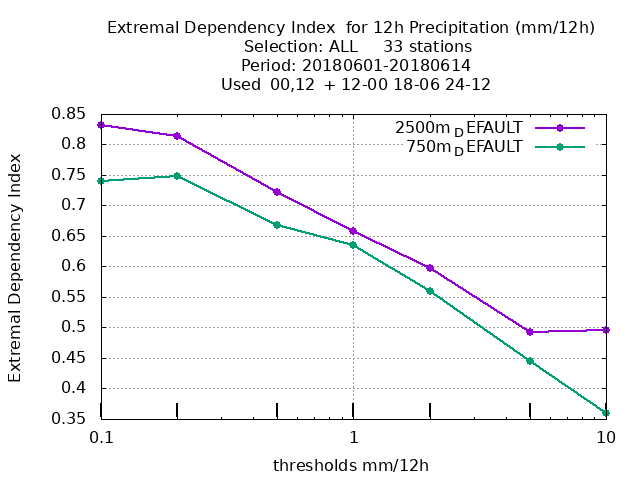 Extremal Dependency Index  for 12h Precipitation (mm/12h)
Selection: ALL     33 stations
Period: 20180601-20180614
Used  00,12  + 12-00 18-06 24-12
2500m_DEFAULT
750m_DEFAULT
Extremal Dependency Index
0.85
0.8
0.75
0.7
0.65
0.6
0.55
0.5
0.45
0.4
0.35
0.1 1 10
thresholds mm/12h